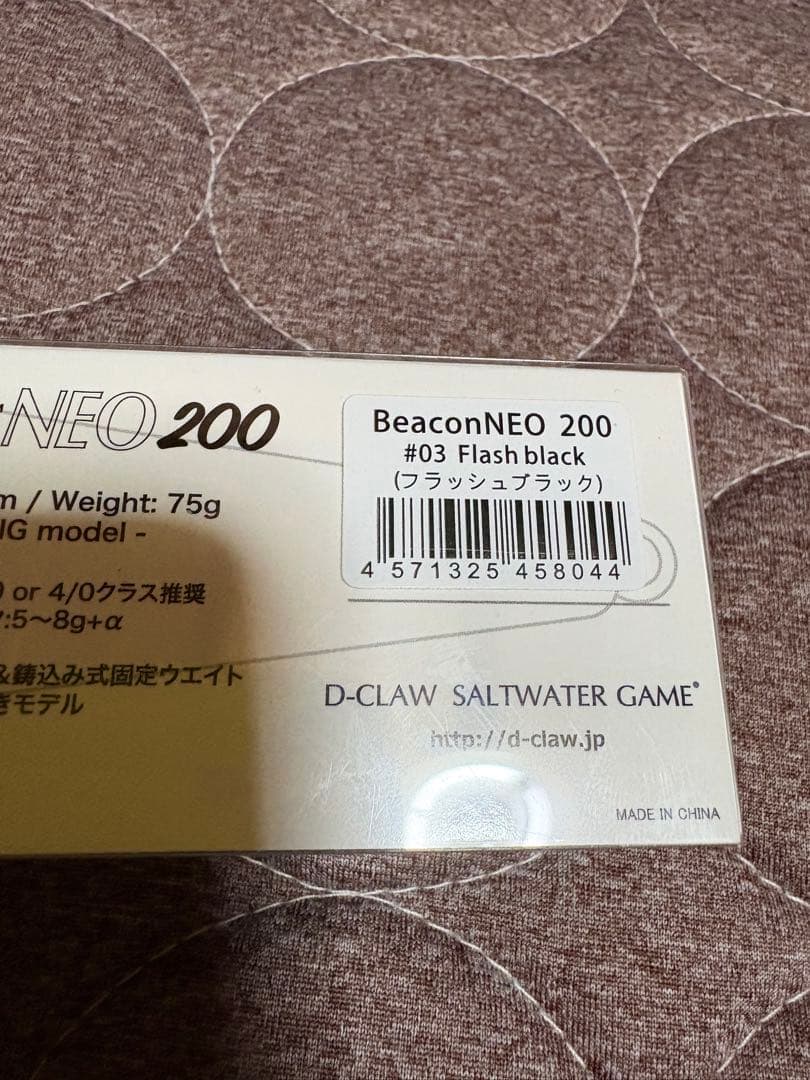 NEO 200
m / Weight: 75g
IG model -
or 4/0クラス推奨
:5〜8g+α
&鋳込み式固定ウエイト
きモデル
BeaconNEO 200
#03 Flash black
(フラッシュブラック)
4 571325 458044
D-CLAW SALTWATER GAME®
http://d-claw.jp
MADE IN CHINA